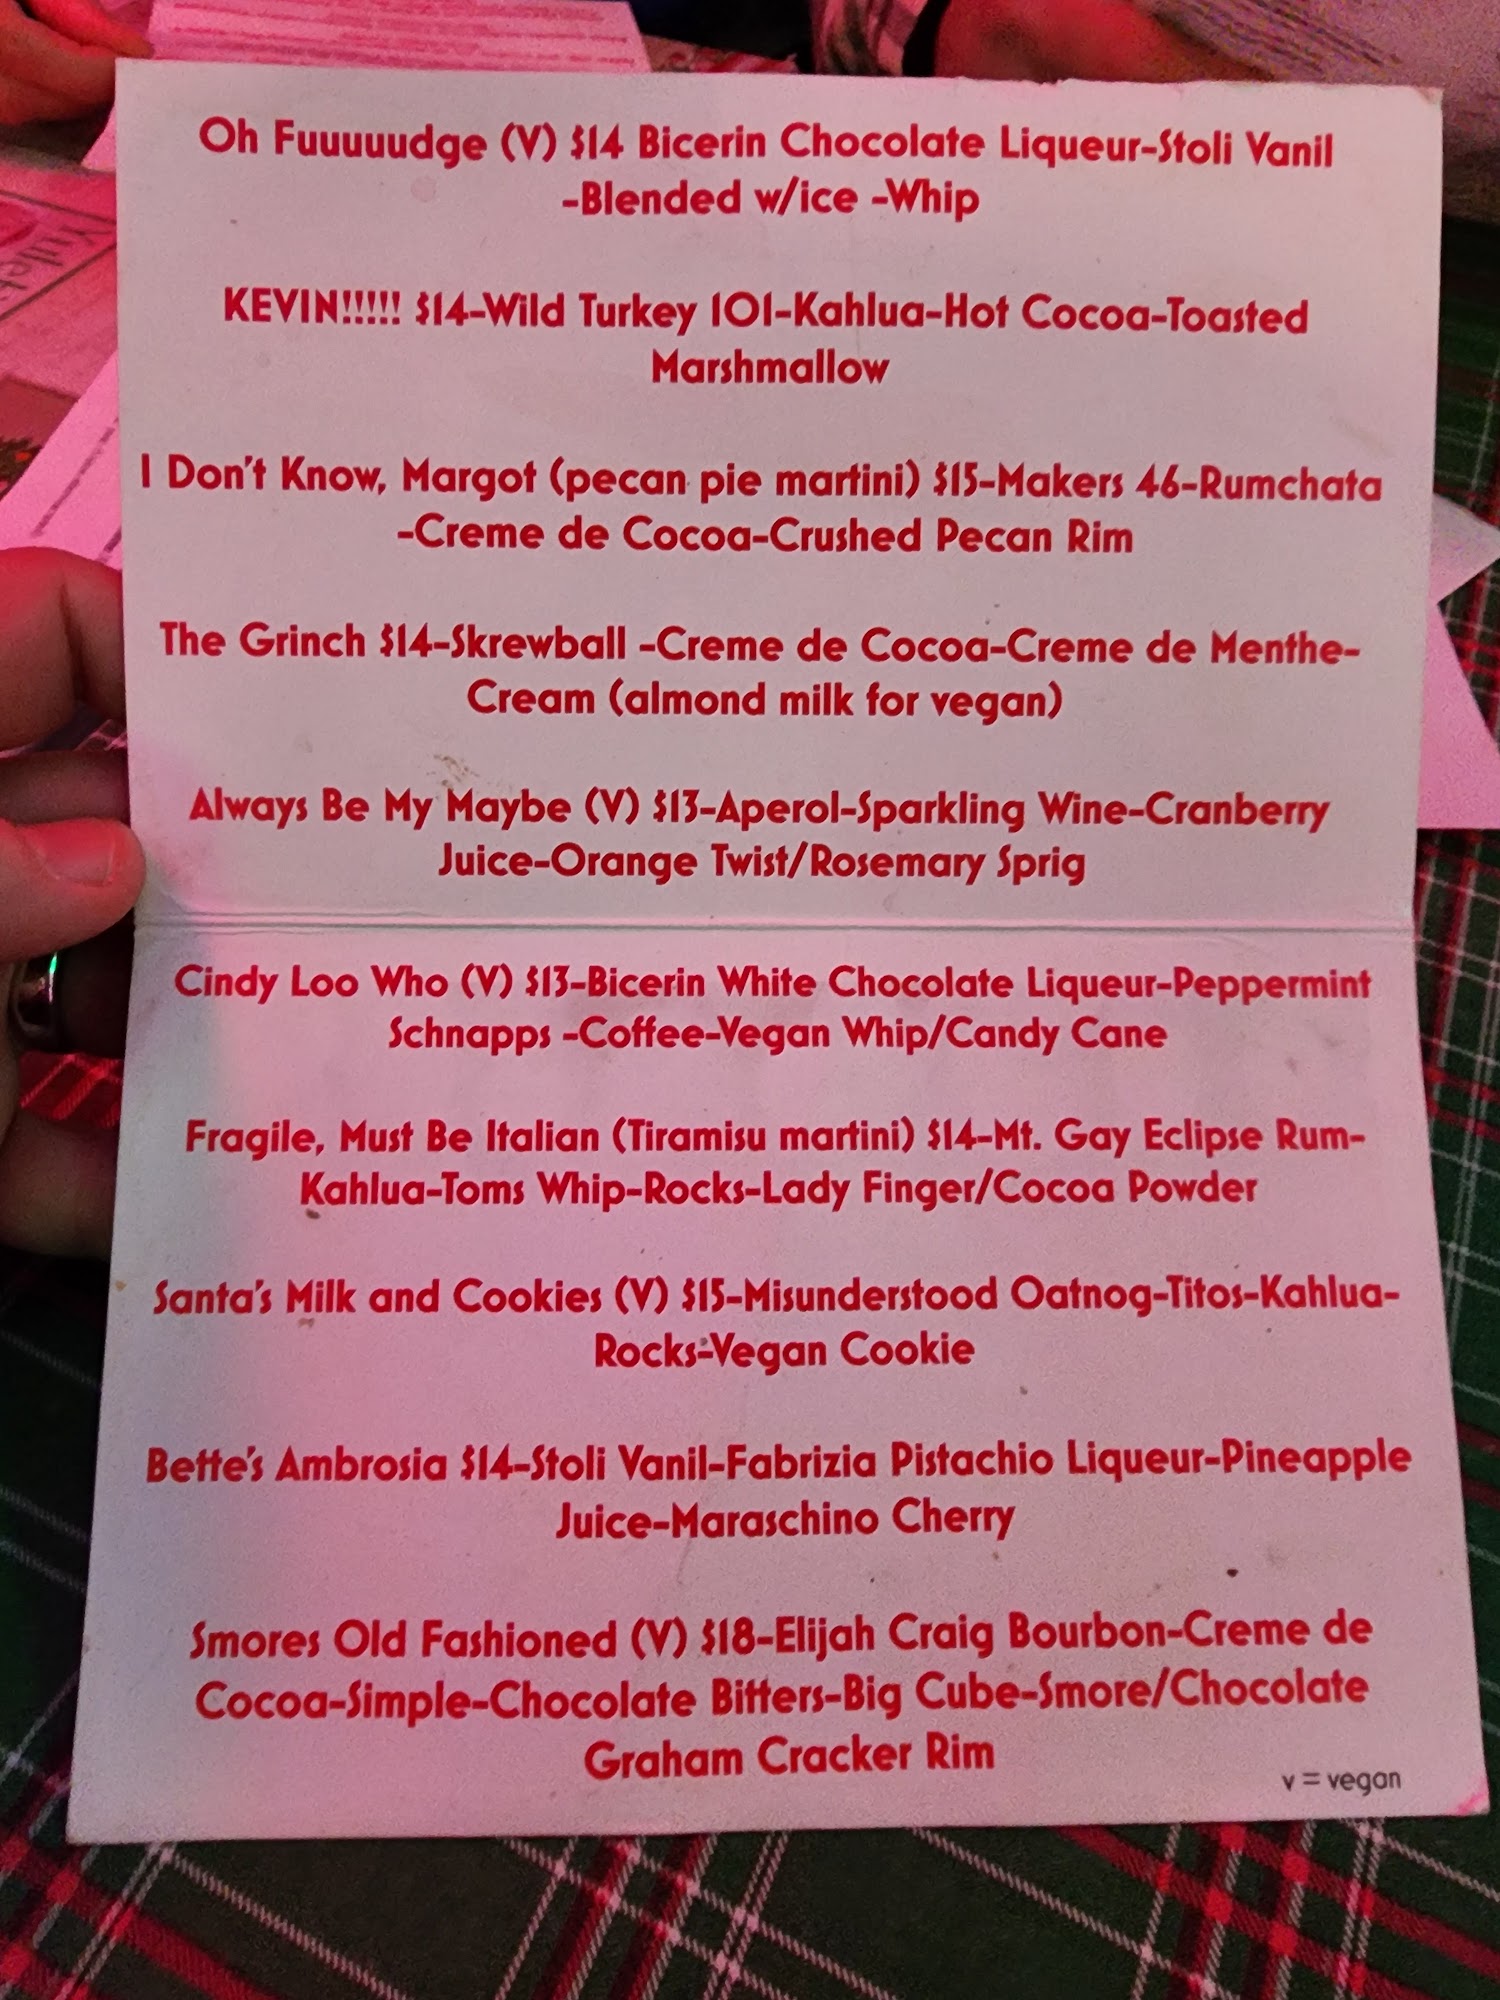 Oh Fuuuuudge (V) $14 Bicerin Chocolate Liqueur-Stoli Vanil
-Blended w/ice -Whip
KEVIN!!!!! $14-Wild Turkey 101-Kahlua-Hot Cocoa-Toasted
Marshmallow
I Don't Know, Margot (pecan pie martini) $15-Makers 46-Rumchata
-Creme de Cocoa-Crushed Pecan Rim
The Grinch $14-Skrewball -Creme de Cocoa-Creme de Menthe-
Cream (almond milk for vegan)
Always Be My Maybe (V) $13-Aperol-Sparkling Wine-Cranberry
Juice-Orange Twist/Rosemary Sprig
Cindy Loo Who (V) $13-Bicerin White Chocolate Liqueur-Peppermint
Schnapps -Coffee-Vegan Whip/Candy Cane
Fragile, Must Be Italian (Tiramisu martini) $14-Mt. Gay Eclipse Rum-
Kahlua-Toms Whip-Rocks-Lady Finger/Cocoa Powder
Santa's Milk and Cookies (V) $15-Misunderstood Oatnog-Titos-Kahlua-
Rocks-Vegan Cookie
Bette's Ambrosia $14-Stoli Vanil-Fabrizia Pistachio Liqueur-Pineapple
Juice-Maraschino Cherry
Smores Old Fashioned (V) $18-Elijah Craig Bourbon-Creme de
Cocoa-Simple-Chocolate Bitters-Big Cube-Smore/Chocolate
Graham Cracker Rim
v = vegan